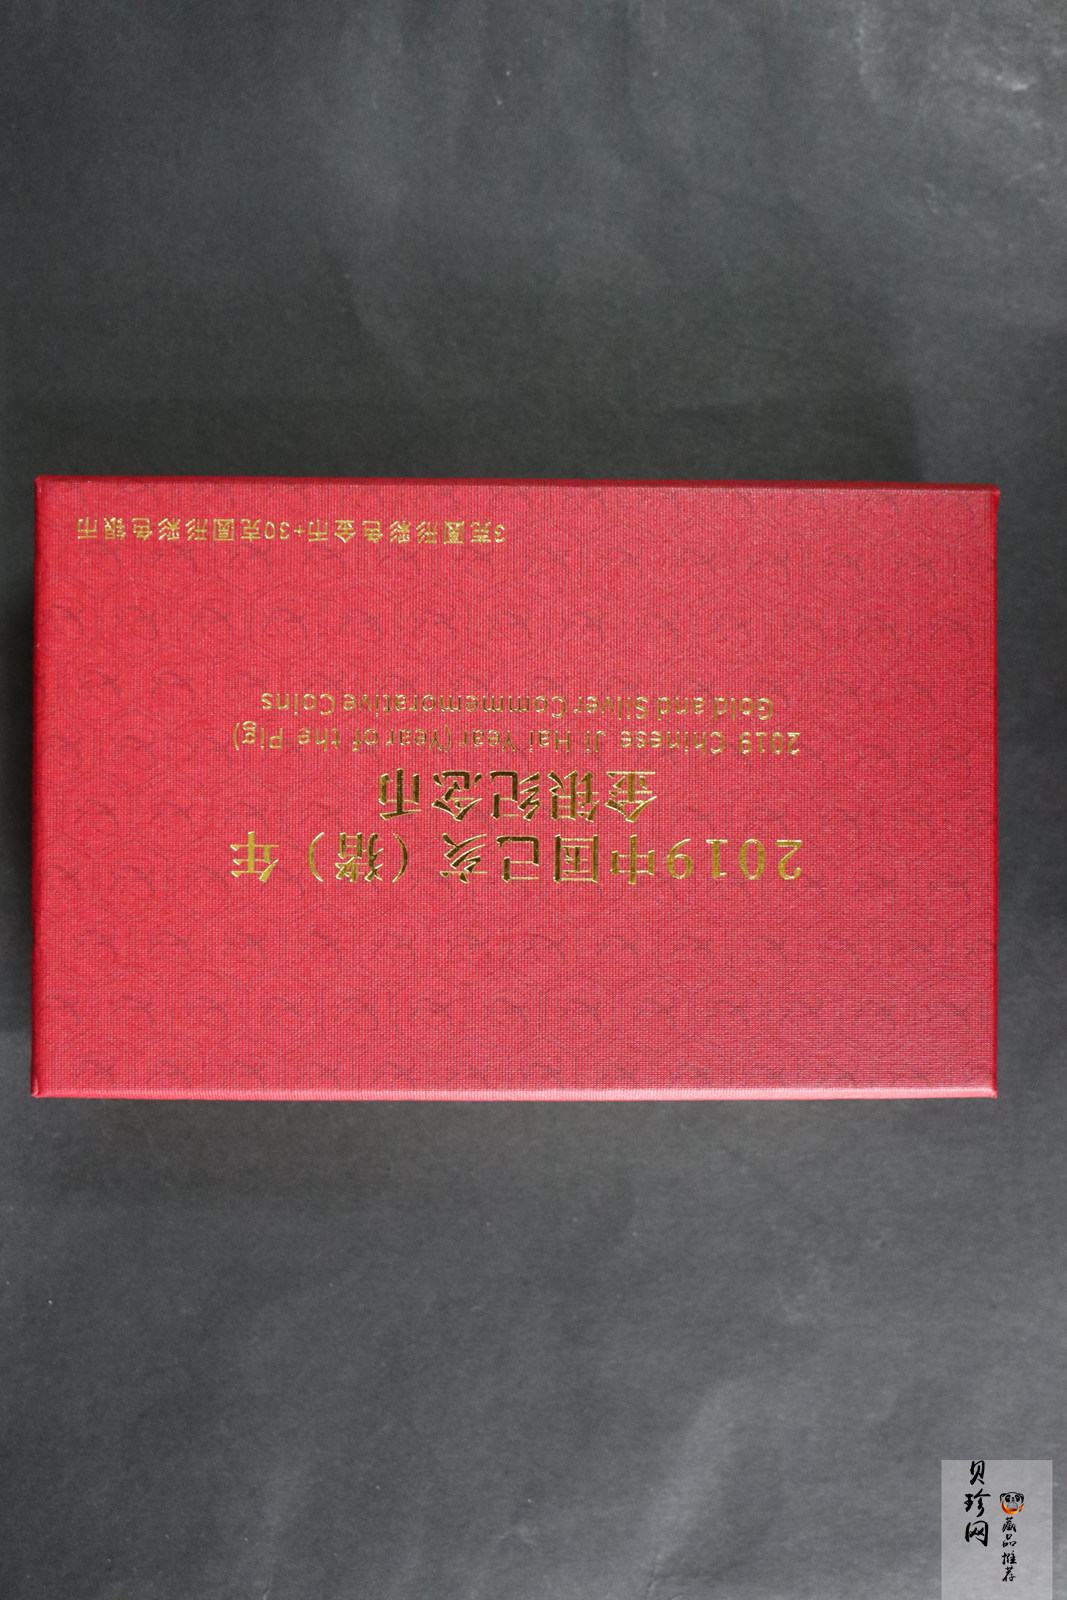 2019中国己亥（猪）年
金银纪念币
2019 Chinese Ji Hai Year (Year of the Pig)
Gold and Silver Commemorative Coins
3克圆形彩色金币+30克圆形彩色银币
贝珍网
藏品推荐